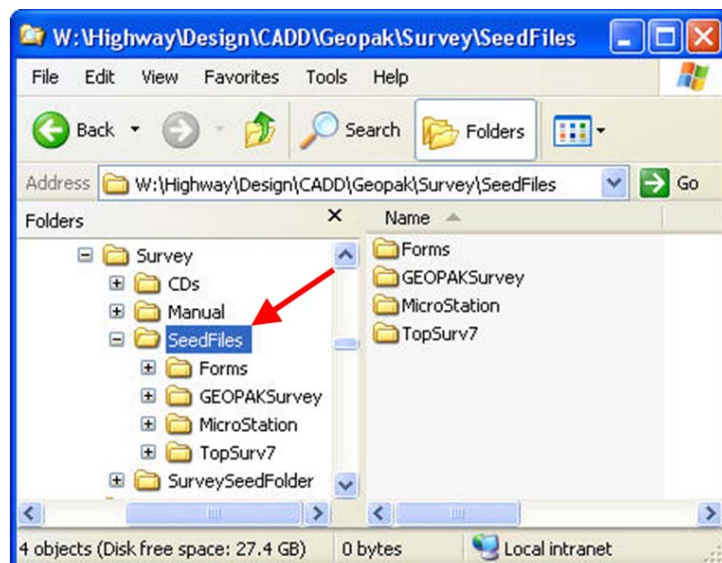 W:\Highway\Design\CADD\Geopak\Survey\SeedFiles
File Edit View Favorites Tools Help
Back Search Folders
Address W:\Highway\Design\CADD\Geopak\Survey\SeedFiles Go
Folders
Survey
CDs
Manual
SeedFiles
Forms
GEOPAKSurvey
MicroStation
TopSurv7
SurveySeedFolder
Name
Forms
GEOPAKSurvey
MicroStation
TopSurv7
4 objects (Disk free space: 27.4 GB) 0 bytes Local intranet